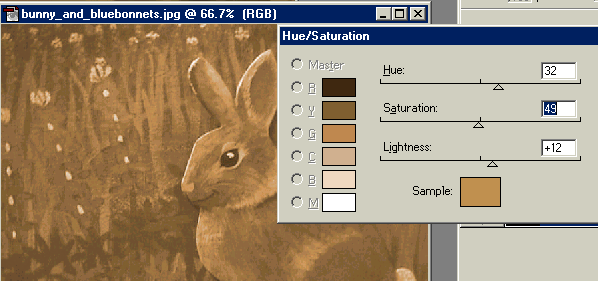 bunny_and_bluebonnets.jpg @ 66.7% (RGB)
Hue/Saturation
Master
R
Y
G
C
B
M
Hue: 32
Saturation: 49
Lightness: +12
Sample: